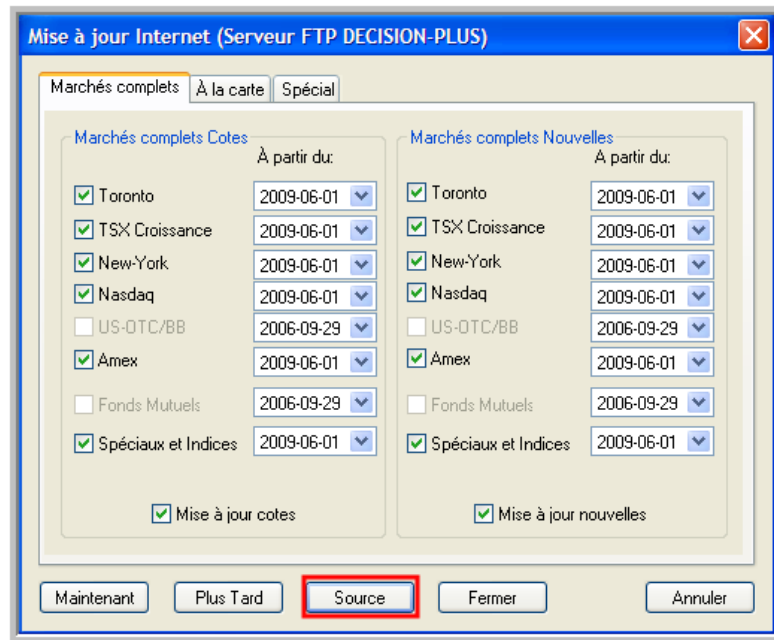 Mise à jour Internet (Serveur FTP DECISION-PLUS)
Marchés complets À la carte Spécial
Marchés complets Cotes
À partir du:
Toronto 2009-06-01
TSX Croissance 2009-06-01
New-York 2009-06-01
Nasdaq 2009-06-01
US-OTC/BB 2006-09-29
Amex 2009-06-01
Fonds Mutuels 2006-09-29
Spéciaux et Indices 2009-06-01
Mise à jour cotes
Marchés complets Nouvelles
A partir du:
Toronto 2009-06-01
TSX Croissance 2009-06-01
New-York 2009-06-01
Nasdaq 2009-06-01
US-OTC/BB 2006-09-29
Amex 2009-06-01
Fonds Mutuels 2006-09-29
Spéciaux et Indices 2009-06-01
Mise à jour nouvelles
Maintenant Plus Tard Source Fermer Annuler